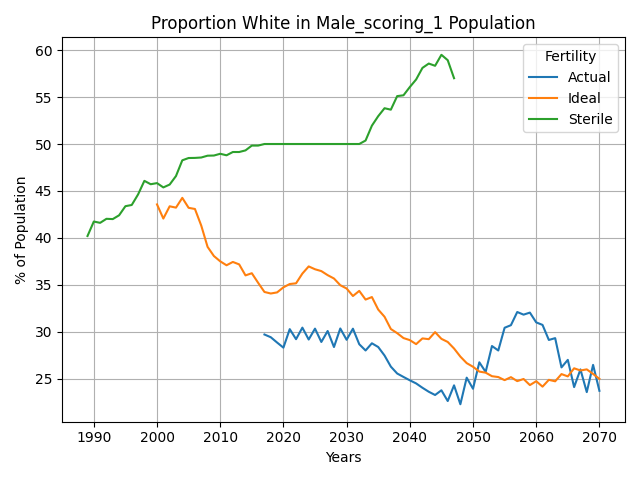 Proportion White in Male_scoring_1 Population
% of Population
60
55
50
45
40
35
30
25
Fertility
Actual
Ideal
Sterile
1990 2000 2010 2020 2030 2040 2050 2060 2070
Years